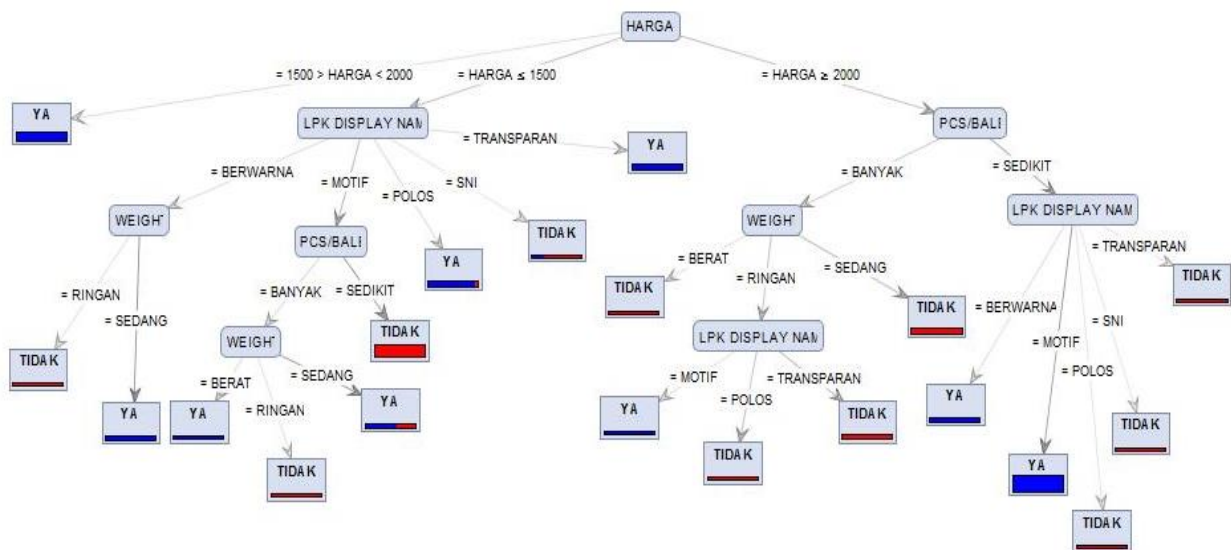 HARGA
= 1500 > HARGA < 2000
= HARGA ≤ 1500
= HARGA ≥ 2000
YA
LPK DISPLAY NAM
PCS/BALI
= TRANSPARAN
YA
= BERWARNA
= MOTIF
= POLOS
= SNI
= BANYAK
= SEDIKIT
WEIGHT
PCS/BALI
YA
TIDAK
WEIGHT
LPK DISPLAY NAM
= RINGAN
= SEDANG
= BANYAK
= SEDIKIT
= BERAT
= RINGAN
= SEDANG
= BERWARNA
= MOTIF
= POLOS
= SNI
= TRANSPARAN
TIDAK
YA
WEIGHT
TIDAK
TIDAK
LPK DISPLAY NAM
TIDAK
TIDAK
= BERAT
= RINGAN
= SEDANG
= MOTIF
= POLOS
= TRANSPARAN
YA
YA
TIDAK
YA
TIDAK
TIDAK
YA
YA
TIDAK
TIDAK